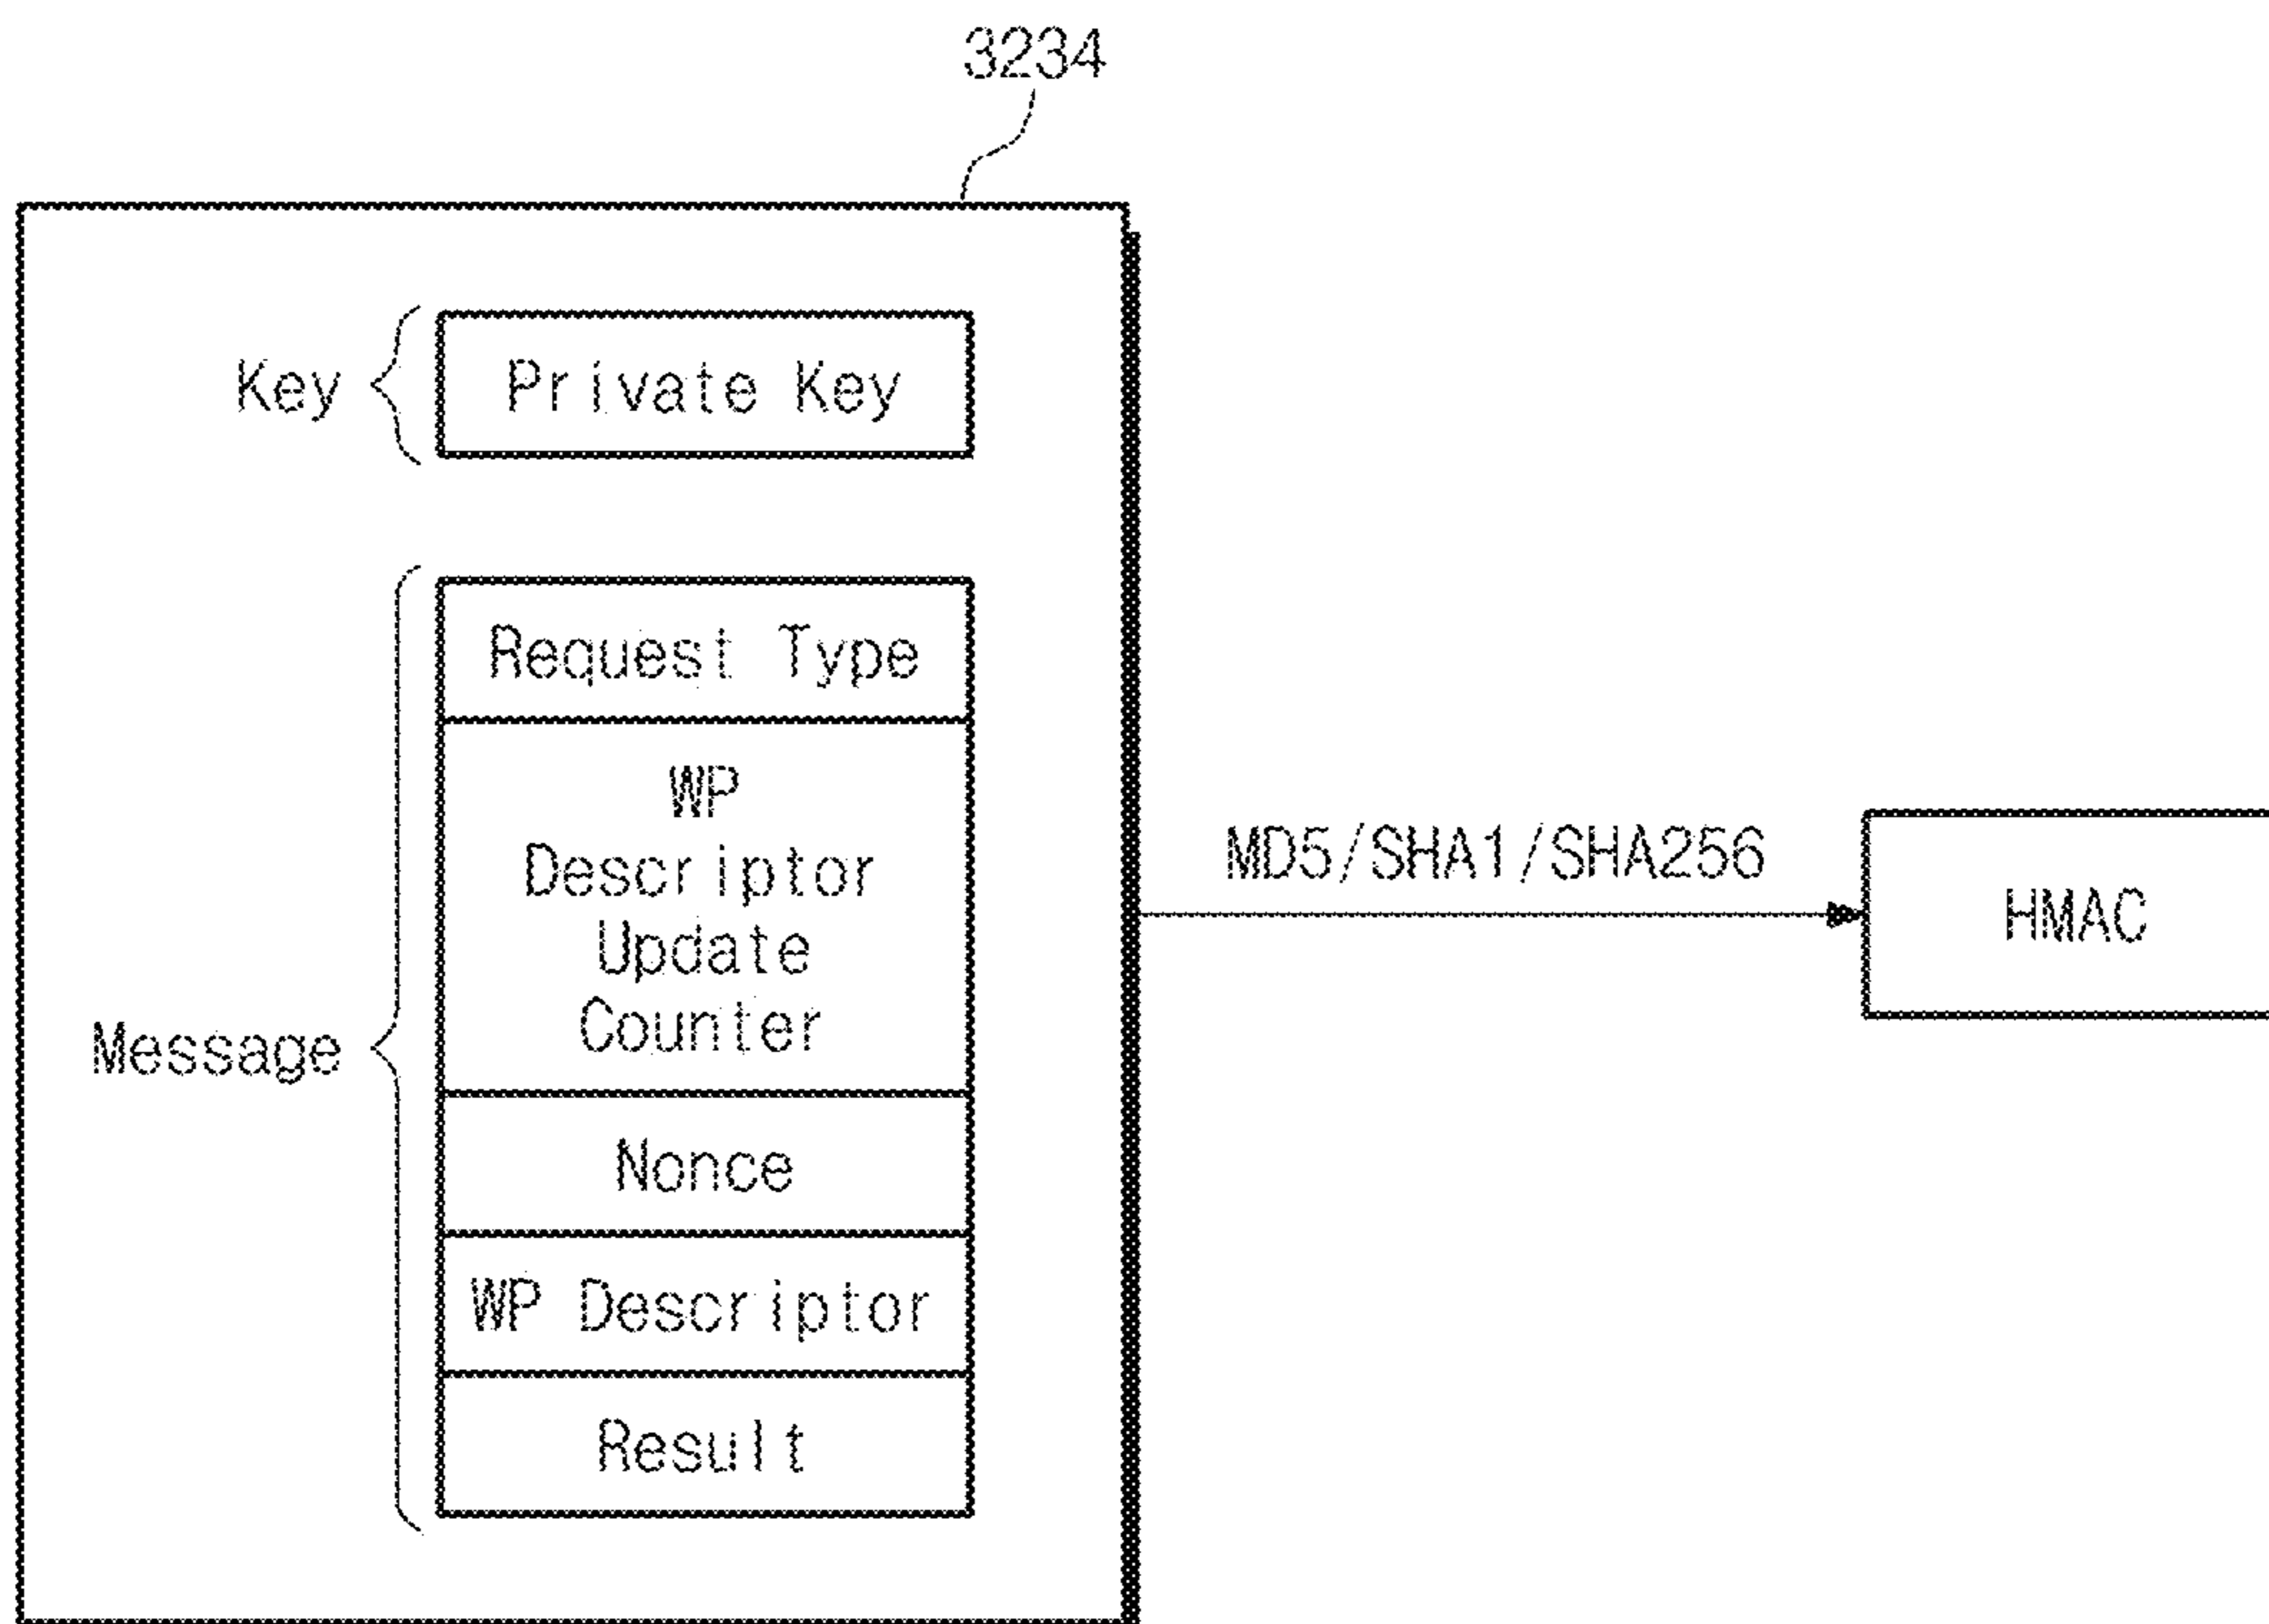 3234
Key
Private Key
Message
Request Type
WP
Descriptor
Update
Counter
Nonce
WP Descriptor
Result
MD5/SHA1/SHA256
HMAC